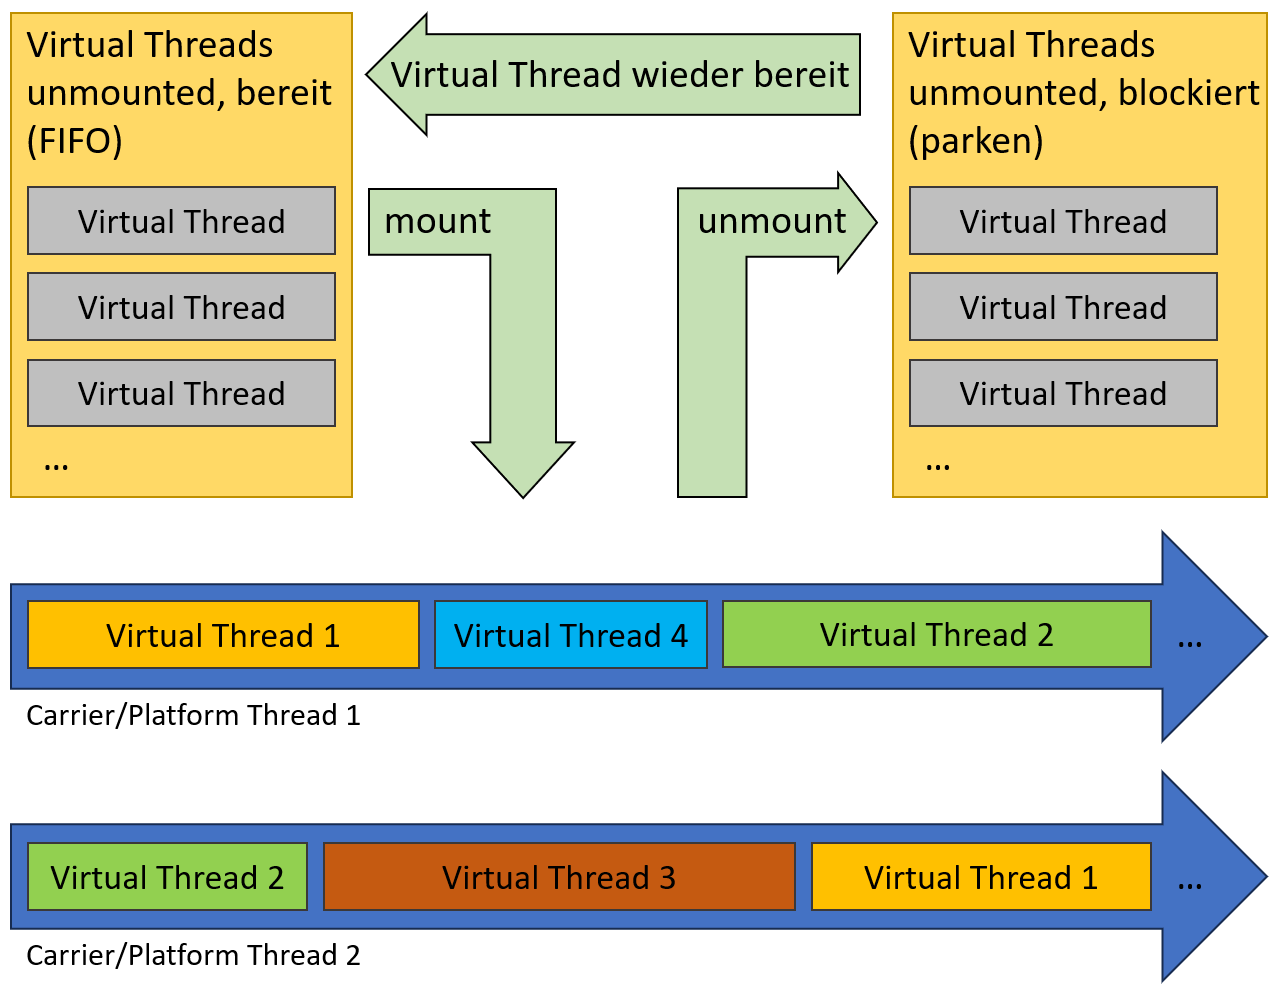 Virtual Threads
unmounted, bereit
(FIFO)
Virtual Thread
Virtual Thread
Virtual Thread
...
Virtual Thread wieder bereit
mount
unmount
Virtual Threads
unmounted, blockiert
(parken)
Virtual Thread
Virtual Thread
Virtual Thread
...
Virtual Thread 1
Virtual Thread 4
Virtual Thread 2
...
Carrier/Platform Thread 1
Virtual Thread 2
Virtual Thread 3
Virtual Thread 1
...
Carrier/Platform Thread 2